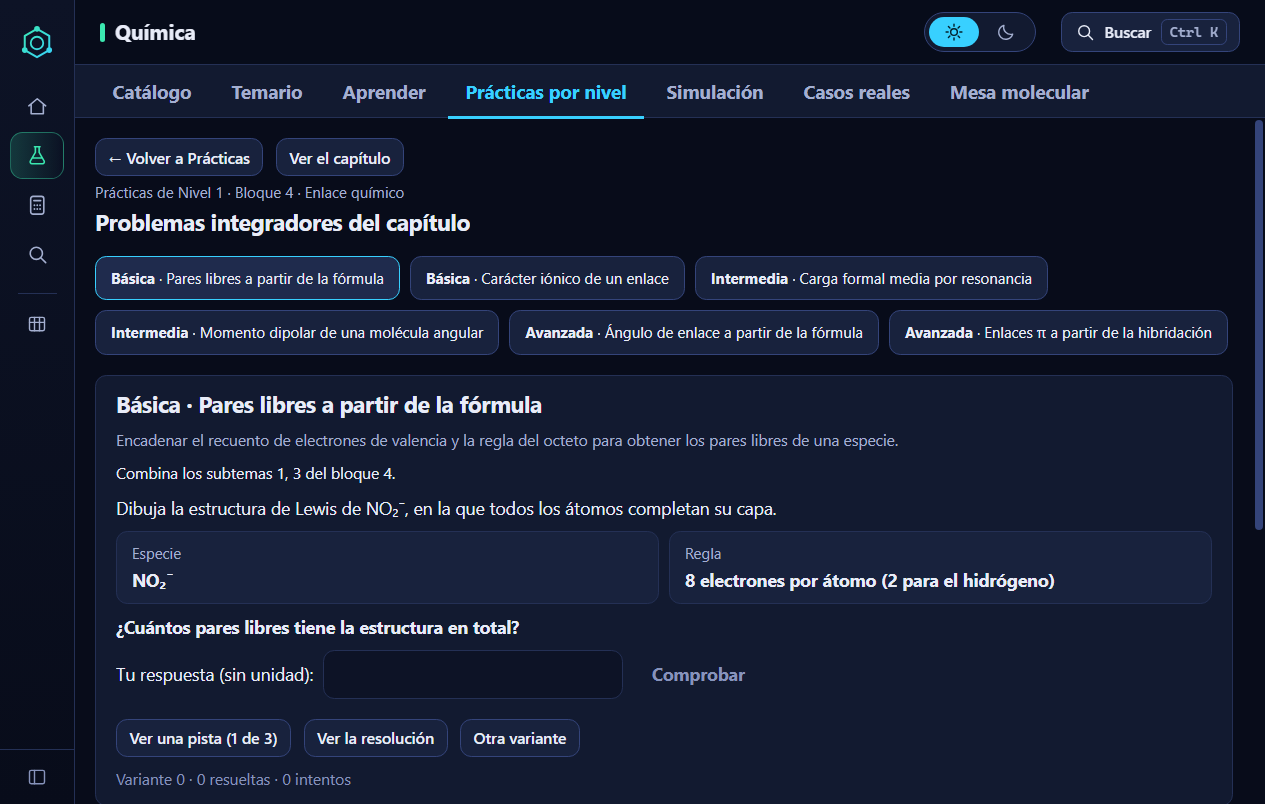 Química
Buscar Ctrl K
Catálogo Temario Aprender Prácticas por nivel Simulación Casos reales Mesa molecular
← Volver a Prácticas Ver el capítulo
Prácticas de Nivel 1 · Bloque 4 · Enlace químico
Problemas integradores del capítulo
Básica · Pares libres a partir de la fórmula Básica · Carácter iónico de un enlace Intermedia · Carga formal media por resonancia
Intermedia · Momento dipolar de una molécula angular Avanzada · Ángulo de enlace a partir de la fórmula Avanzada · Enlaces π a partir de la hibridación
Básica · Pares libres a partir de la fórmula
Encadenar el recuento de electrones de valencia y la regla del octeto para obtener los pares libres de una especie.
Combina los subtemas 1, 3 del bloque 4.
Dibuja la estructura de Lewis de NO₂⁻, en la que todos los átomos completan su capa.
Especie Regla
NO₂⁻ 8 electrones por átomo (2 para el hidrógeno)
¿Cuántos pares libres tiene la estructura en total?
Tu respuesta (sin unidad): Comprobar
Ver una pista (1 de 3) Ver la resolución Otra variante
Variante 0 · 0 resueltas · 0 intentos